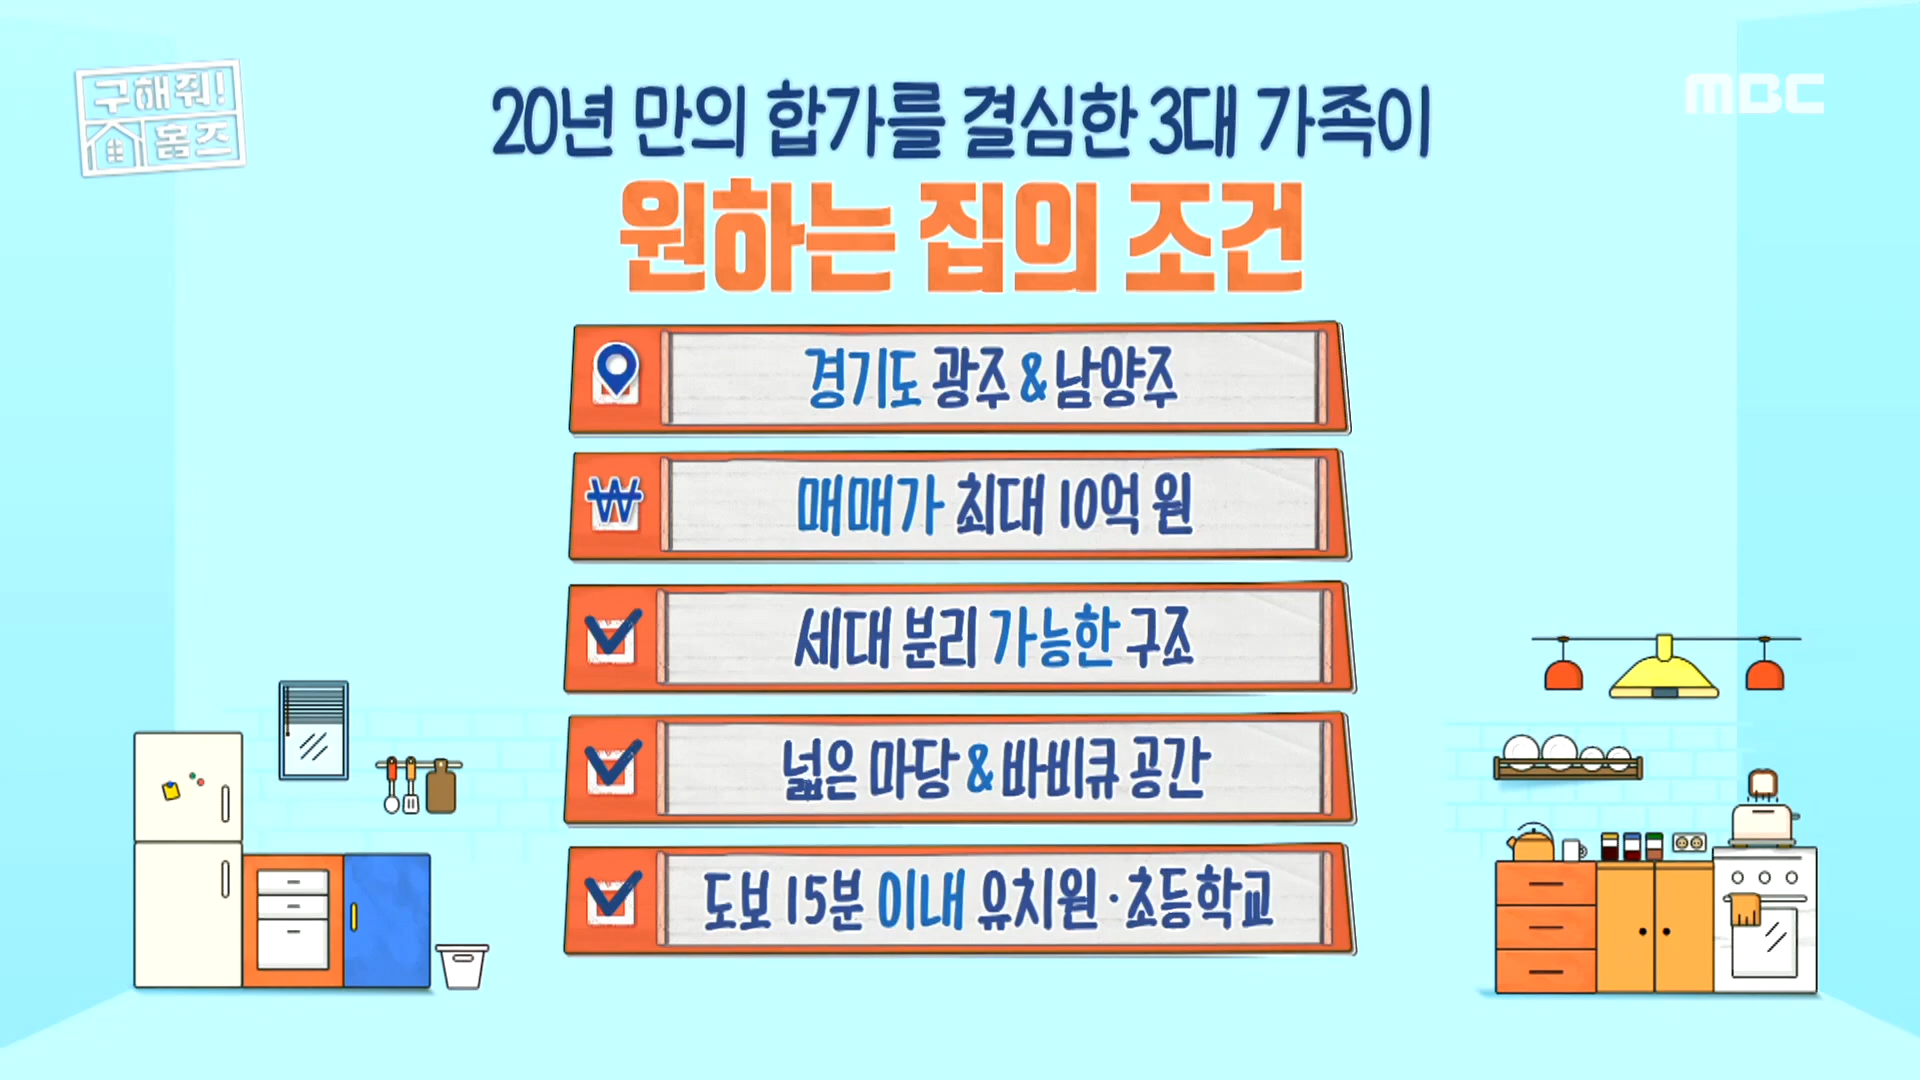 구해줘!
홈즈
MBC
20년 만의 합가를 결심한 3대 가족이
원하는 집의 조건
경기도 광주 & 남양주
₩ 매매가 최대 10억 원
세대 분리 가능한 구조
넓은 마당 & 바비큐 공간
도보 15분 이내 유치원·초등학교